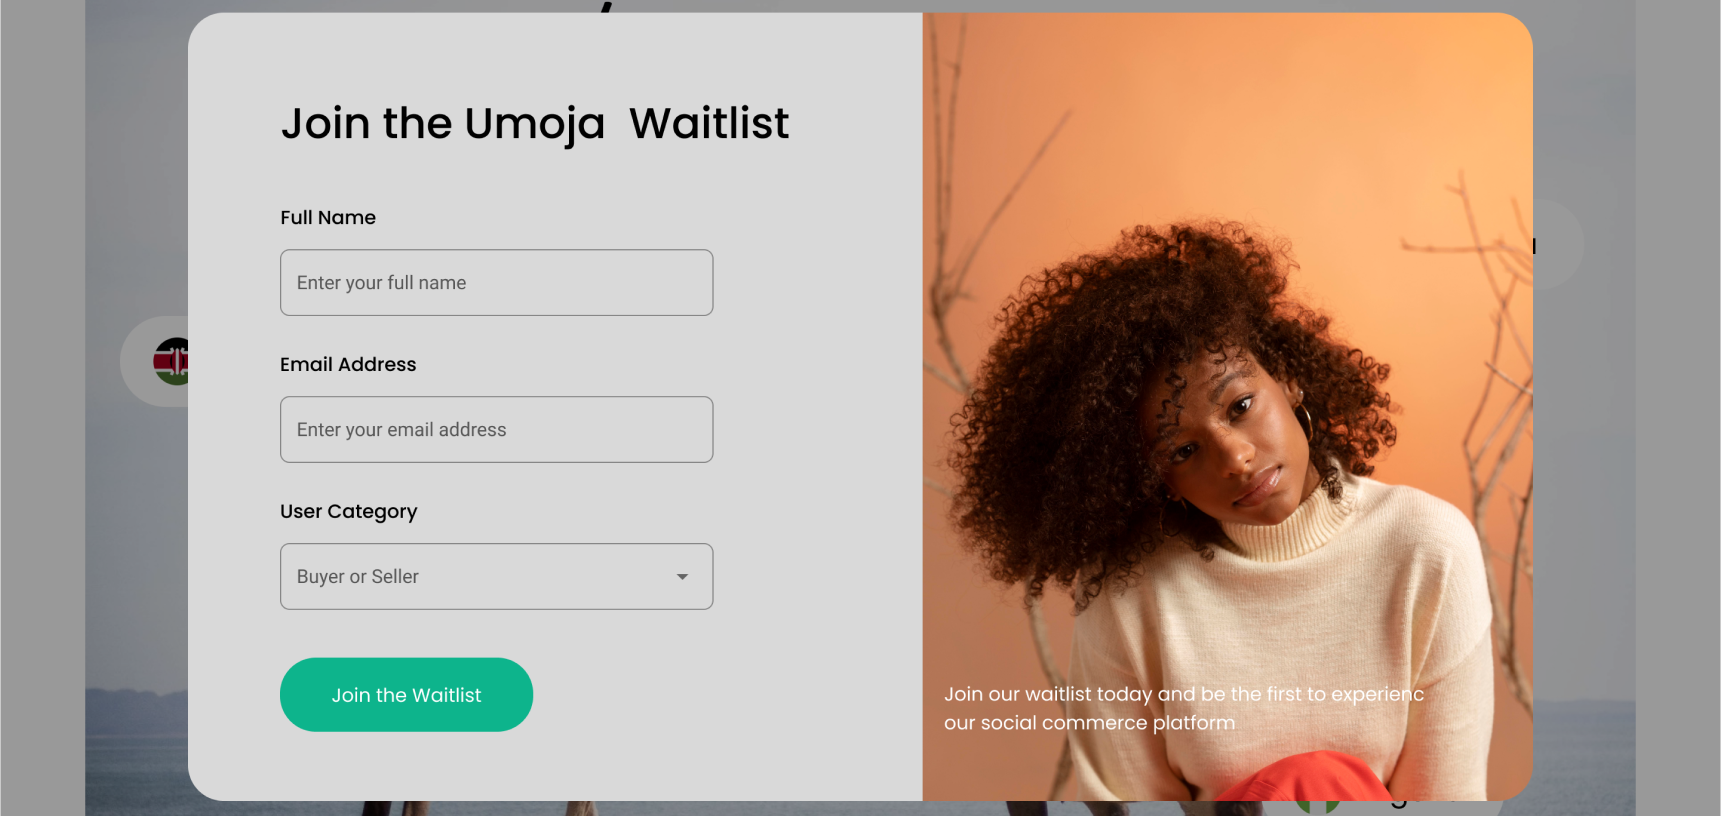 Join the Umoja  Waitlist
Full Name
Enter your full name
Email Address
Enter your email address
User Category
Buyer or Seller
Join the Waitlist
Join our waitlist today and be the first to experienc
our social commerce platform